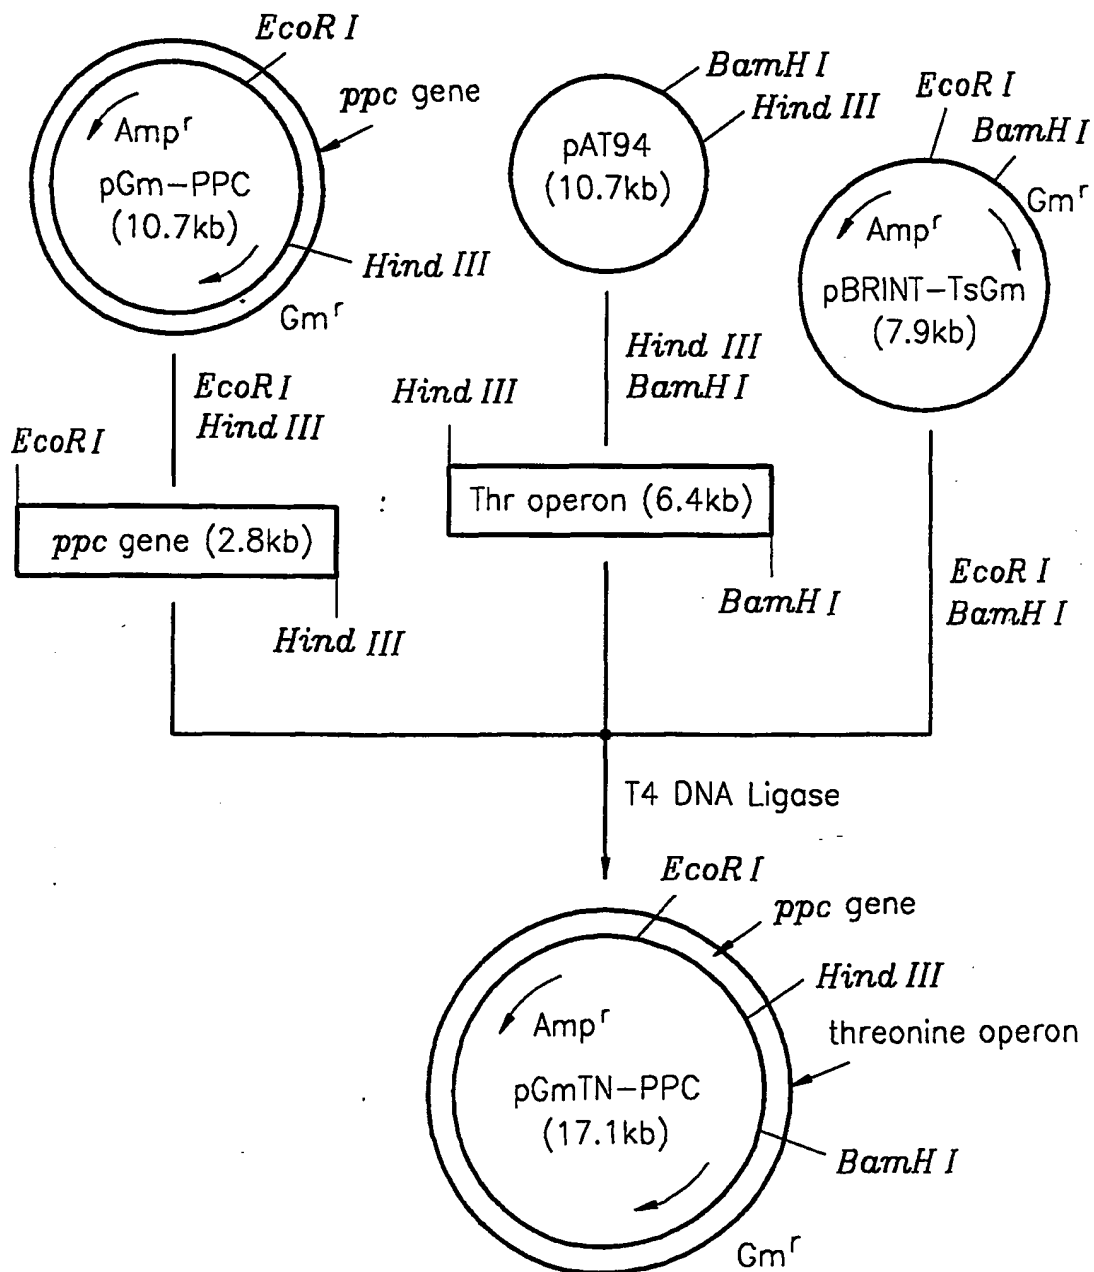 EcoR I
ppc gene
Amp^r
pGm-PPC
(10.7kb)
Hind III
Gm^r
BamH I
Hind III
pAT94
(10.7kb)
EcoR I
BamH I
Gm^r
Amp^r
pBRINT-TsGm
(7.9kb)
EcoR I
Hind III
EcoR I
ppc gene (2.8kb)
Hind III
Hind III
BamH I
Hind III
Thr operon (6.4kb)
BamH I
EcoR I
BamH I
T4 DNA Ligase
EcoR I
ppc gene
Hind III
threonine operon
Amp^r
pGmTN-PPC
(17.1kb)
BamH I
Gm^r